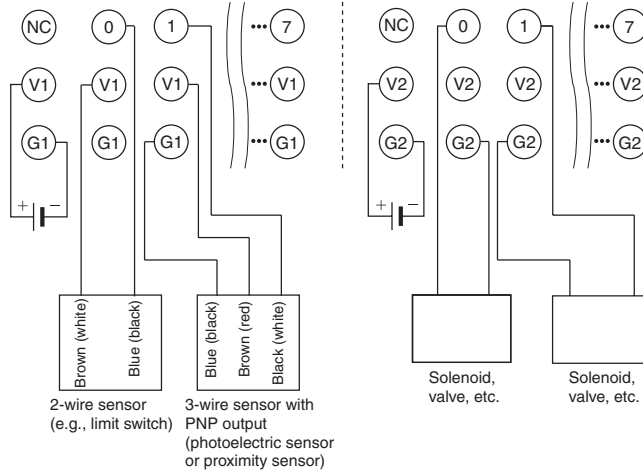 NC 0 1 ••• 7
V1 V1 V1 ••• V1
G1 G1 G1 ••• G1
+ −
Brown (white)
Blue (black)
Blue (black)
Brown (red)
Black (white)
2-wire sensor
(e.g., limit switch)
3-wire sensor with
PNP output
(photoelectric sensor
or proximity sensor)
NC 0 1 ••• 7
V2 V2 V2 ••• V2
G2 G2 G2 ••• G2
+ −
Solenoid,
valve, etc.
Solenoid,
valve, etc.